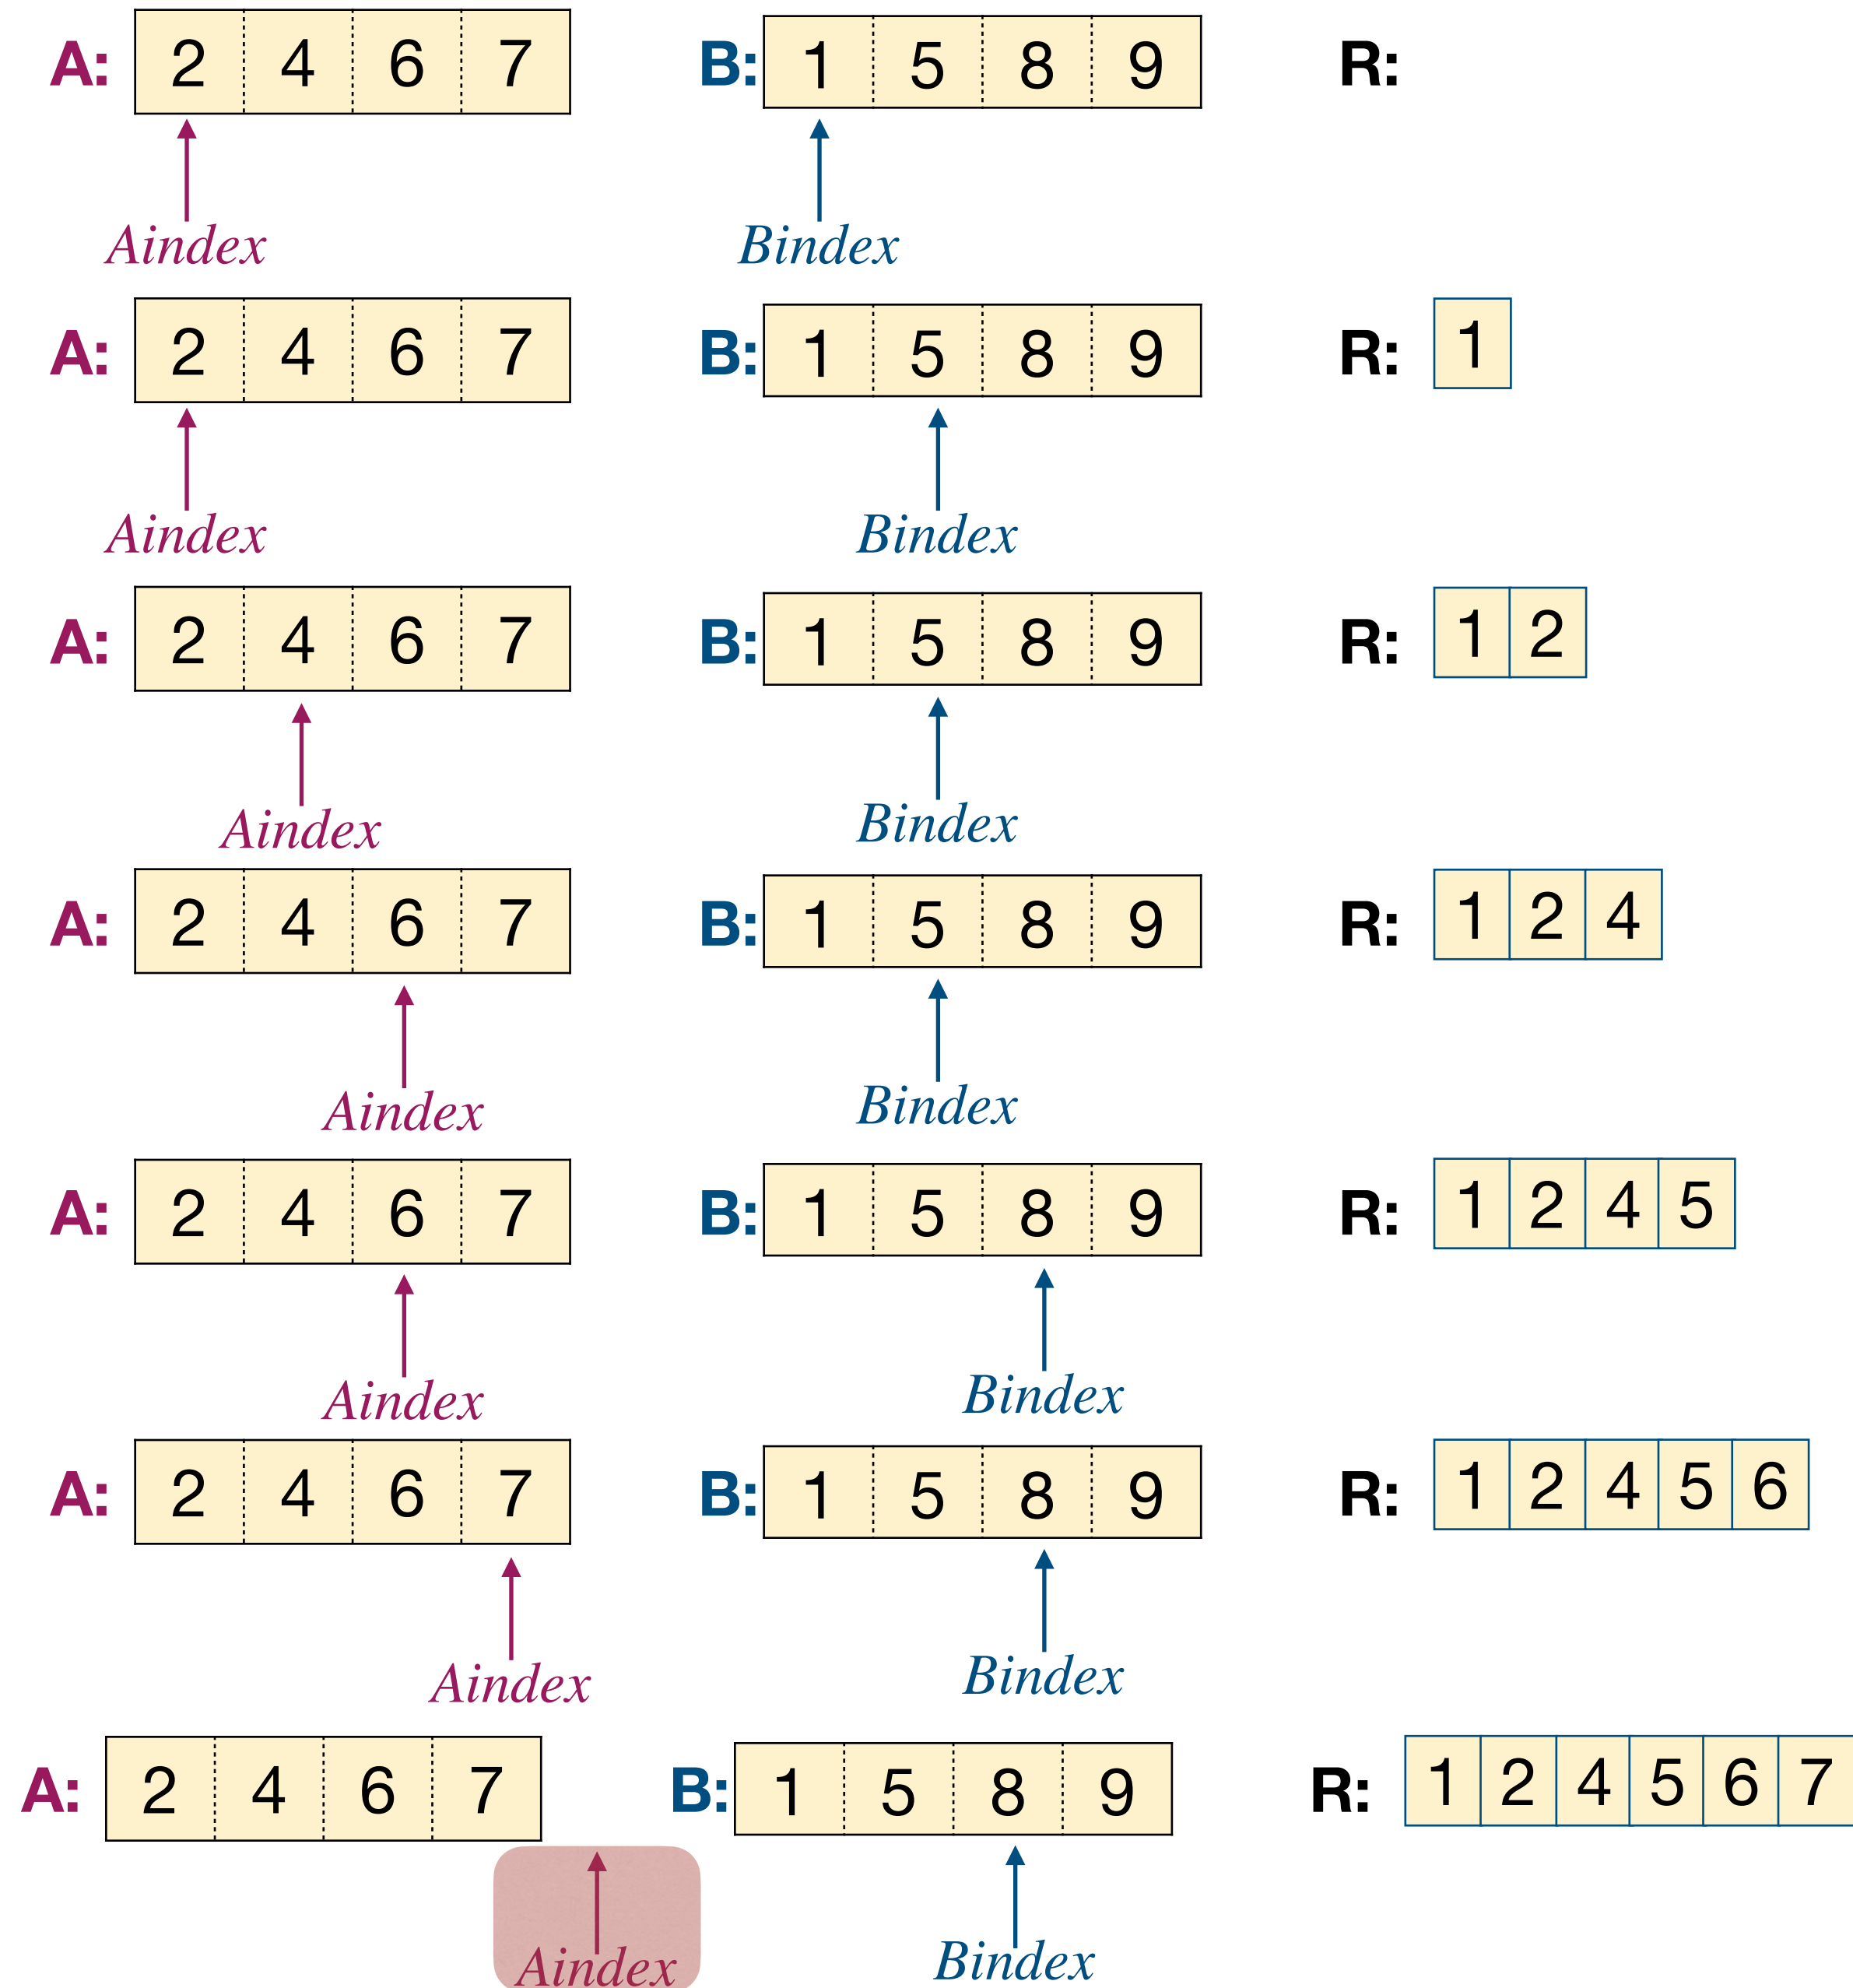 A: 2 4 6 7 B: 1 5 8 9 R:
Aindex Bindex
A: 2 4 6 7 B: 1 5 8 9 R: 1
Aindex Bindex
A: 2 4 6 7 B: 1 5 8 9 R: 1 2
Aindex Bindex
A: 2 4 6 7 B: 1 5 8 9 R: 1 2 4
Aindex Bindex
A: 2 4 6 7 B: 1 5 8 9 R: 1 2 4 5
Aindex Bindex
A: 2 4 6 7 B: 1 5 8 9 R: 1 2 4 5 6
Aindex Bindex
A: 2 4 6 7 B: 1 5 8 9 R: 1 2 4 5 6 7
Aindex Bindex